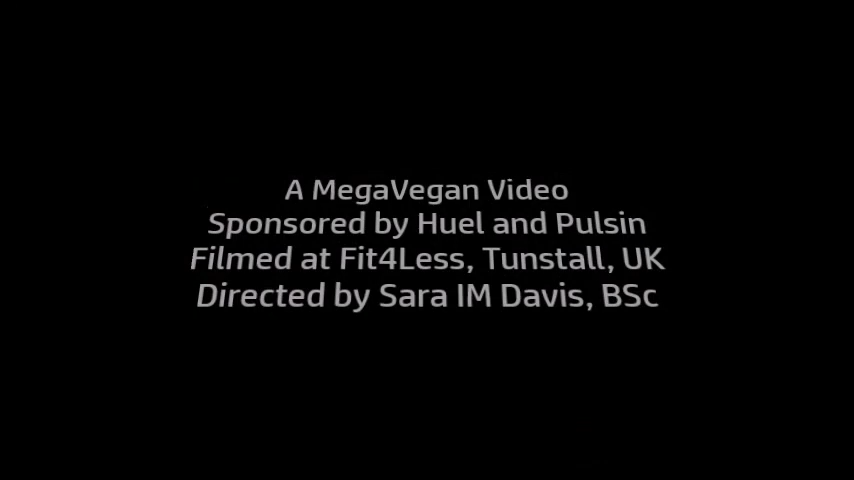 A MegaVegan Video
Sponsored by Huel and Pulsin
Filmed at Fit4Less, Tunstall, UK
Directed by Sara IM Davis, BSc